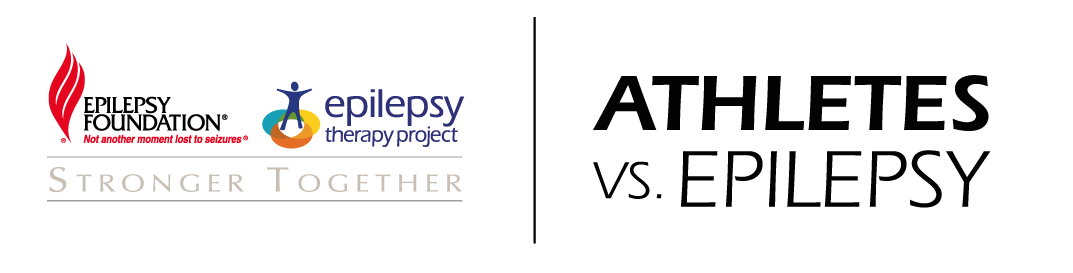 EPILEPSY
FOUNDATION®
Not another moment lost to seizures®
®
epilepsy
therapy project
STRONGER TOGETHER
ATHLETES
VS. EPILEPSY